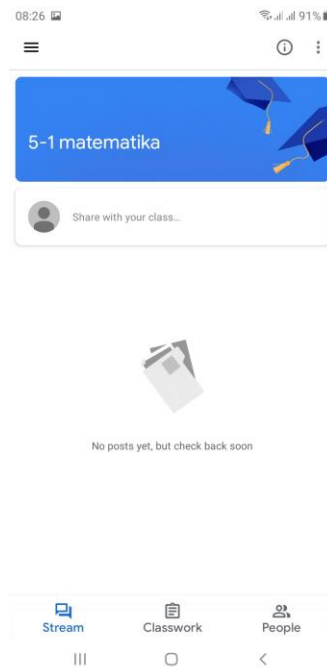 08:26 91%
5-1 matematika
Share with your class...
No posts yet, but check back soon
Stream Classwork People